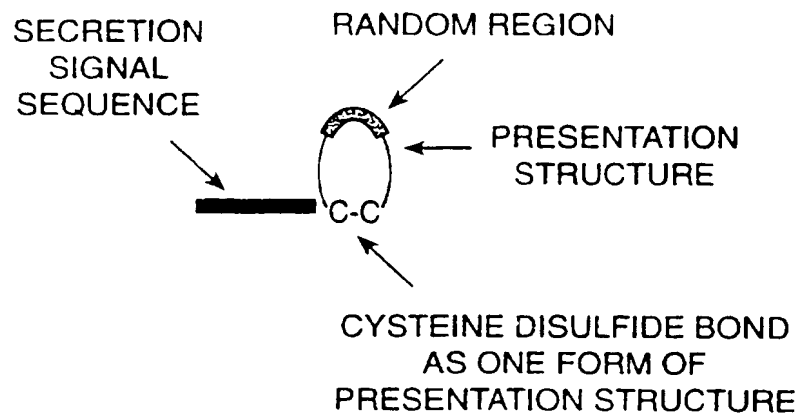 SECRETION
SIGNAL
SEQUENCE
RANDOM REGION
PRESENTATION
STRUCTURE
C-C
CYSTEINE DISULFIDE BOND
AS ONE FORM OF
PRESENTATION STRUCTURE